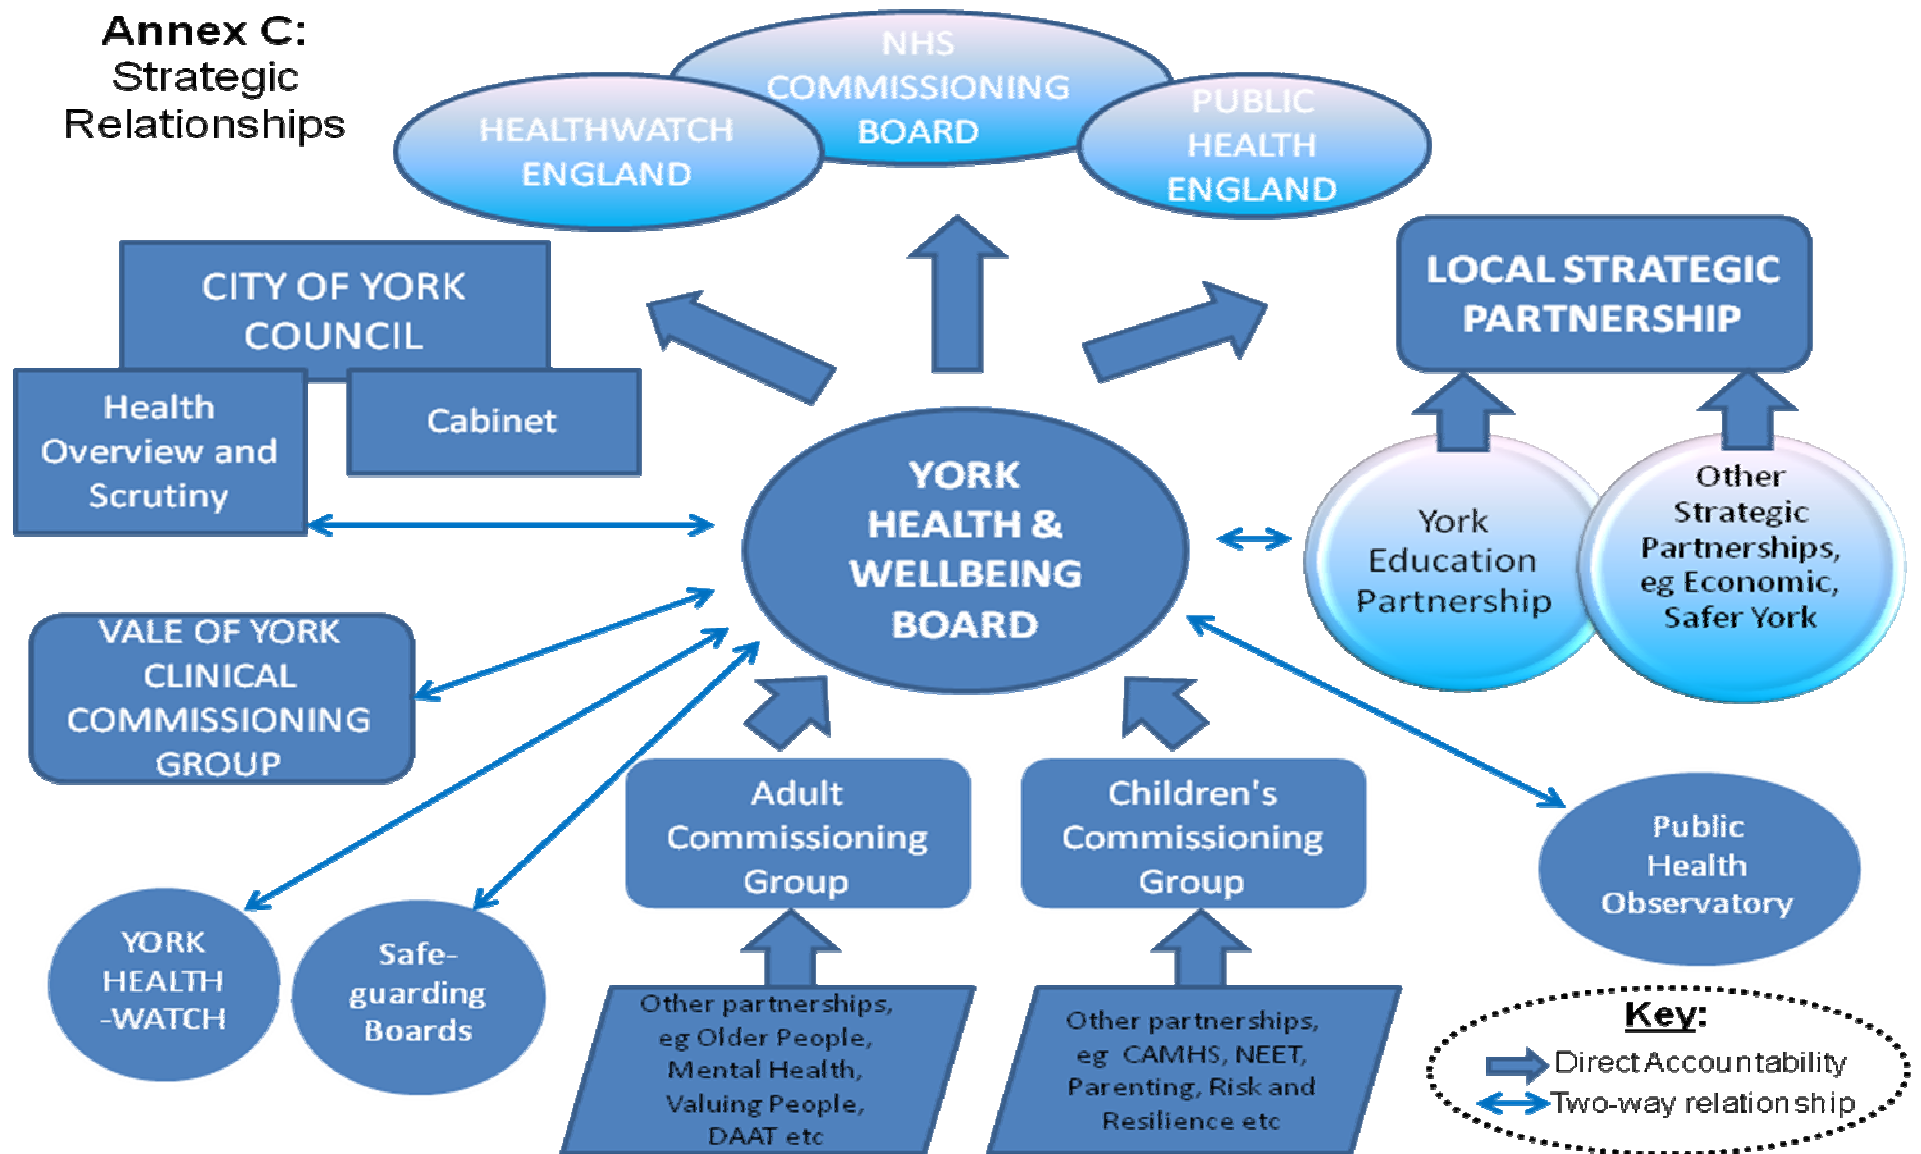 Annex C:
Strategic
Relationships
NHS
COMMISSIONING
BOARD
HEALTHWATCH
ENGLAND
PUBLIC
HEALTH
ENGLAND
CITY OF YORK
COUNCIL
Health
Overview and
Scrutiny
Cabinet
LOCAL STRATEGIC
PARTNERSHIP
YORK
HEALTH &
WELLBEING
BOARD
York
Education
Partnership
Other
Strategic
Partnerships,
eg Economic,
Safer York
VALE OF YORK
CLINICAL
COMMISSIONING
GROUP
Adult
Commissioning
Group
Children's
Commissioning
Group
Public
Health
Observatory
YORK
HEALTH
-WATCH
Safe-
guarding
Boards
Other partnerships,
eg Older People,
Mental Health,
Valuing People,
DAAT etc
Other partnerships,
eg CAMHS, NEET,
Parenting, Risk and
Resilience etc
Key:
Direct Accountability
Two-way relationship